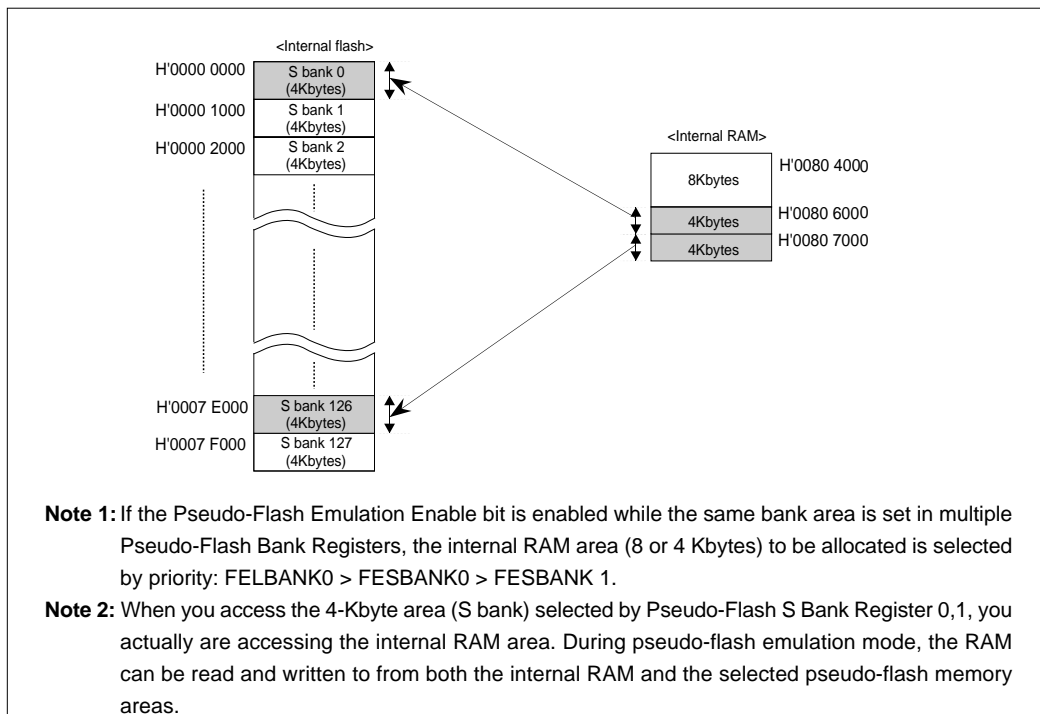 <Internal flash>
H'0000 0000
S bank 0
(4Kbytes)
H'0000 1000
S bank 1
(4Kbytes)
H'0000 2000
S bank 2
(4Kbytes)
H'0007 E000
S bank 126
(4Kbytes)
H'0007 F000
S bank 127
(4Kbytes)
<Internal RAM>
8Kbytes
H'0080 4000
4Kbytes
H'0080 6000
4Kbytes
H'0080 7000
Note 1: If the Pseudo-Flash Emulation Enable bit is enabled while the same bank area is set in multiple
Pseudo-Flash Bank Registers, the internal RAM area (8 or 4 Kbytes) to be allocated is selected
by priority: FELBANK0 > FESBANK0 > FESBANK 1.
Note 2: When you access the 4-Kbyte area (S bank) selected by Pseudo-Flash S Bank Register 0,1, you
actually are accessing the internal RAM area. During pseudo-flash emulation mode, the RAM
can be read and written to from both the internal RAM and the selected pseudo-flash memory
areas.